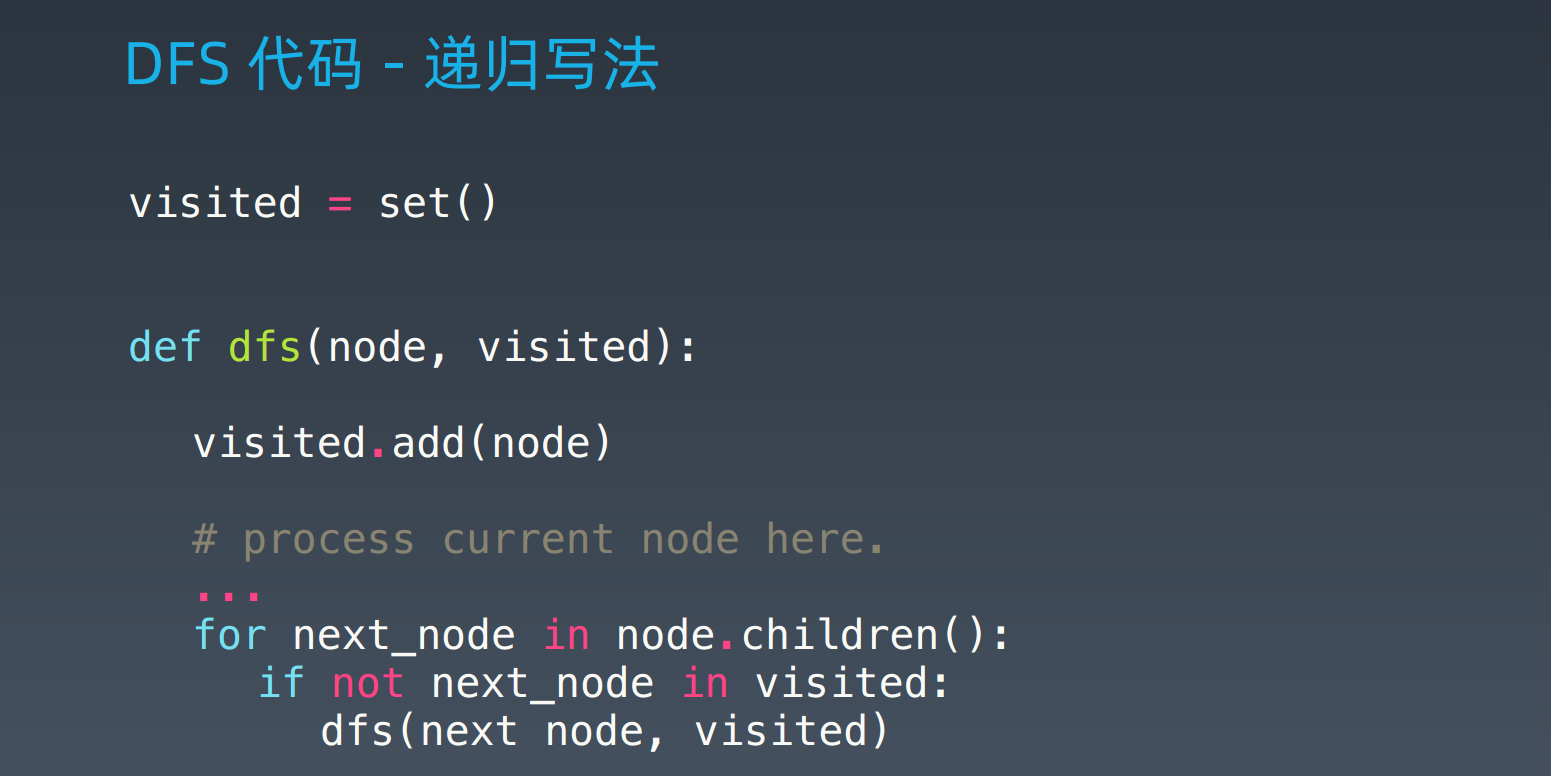 DFS 代码 - 递归写法
visited = set()
def dfs(node, visited):
visited.add(node)
# process current node here.
...
for next_node in node.children():
if not next_node in visited:
dfs(next node, visited)